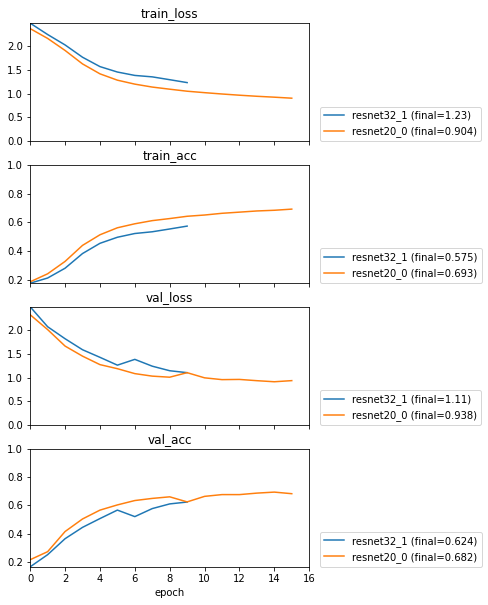 train_loss
2.0
1.5
1.0
0.5
0.0
resnet32_1 (final=1.23)
resnet20_0 (final=0.904)
train_acc
1.0
0.8
0.6
0.4
0.2
resnet32_1 (final=0.575)
resnet20_0 (final=0.693)
val_loss
2.0
1.5
1.0
0.5
0.0
resnet32_1 (final=1.11)
resnet20_0 (final=0.938)
val_acc
1.0
0.8
0.6
0.4
0.2
resnet32_1 (final=0.624)
resnet20_0 (final=0.682)
0 2 4 6 8 10 12 14 16
epoch